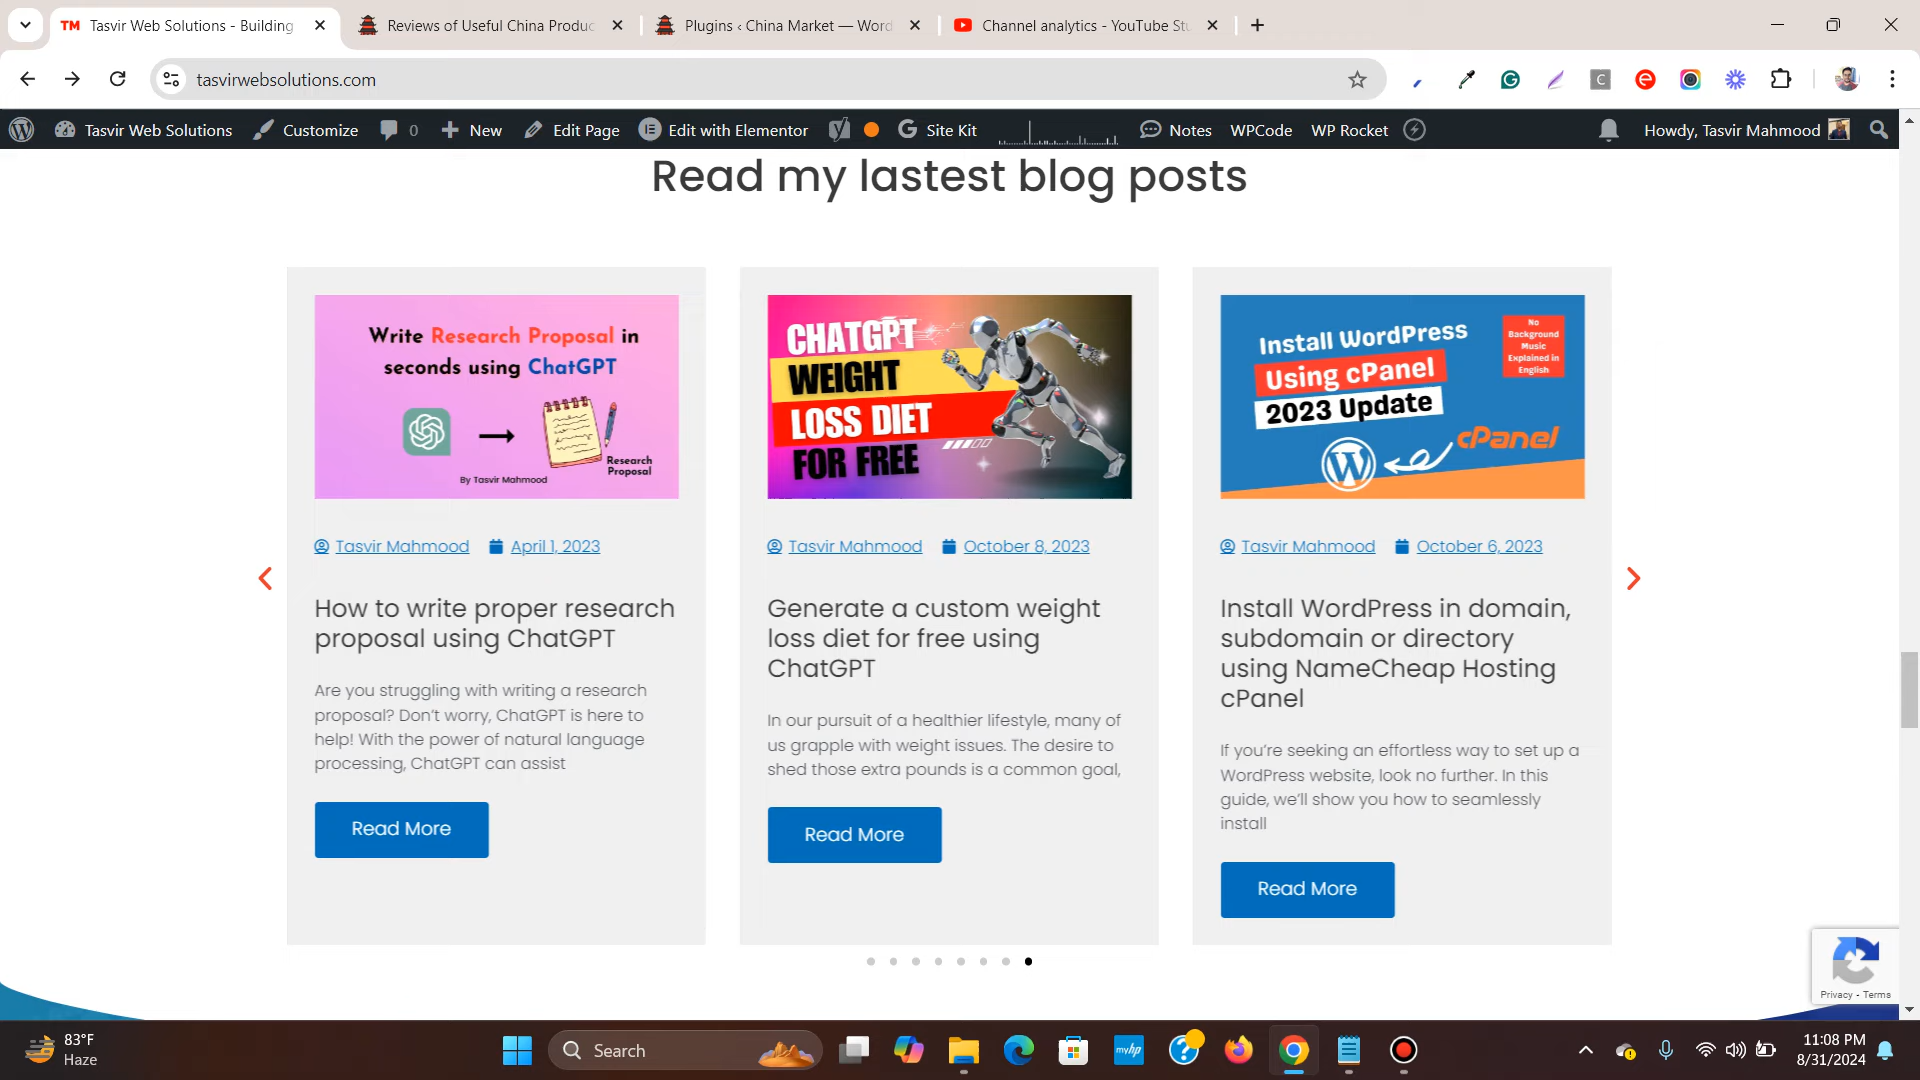 TM Tasvir Web Solutions - Building
Reviews of Useful China Produc
Plugins ‹ China Market — Word
Channel analytics - YouTube Stu
tasvirwebsolutions.com
Tasvir Web Solutions
Customize
0
New
Edit Page
Edit with Elementor
Site Kit
Notes
WPCode
WP Rocket
Howdy, Tasvir Mahmood
Read my lastest blog posts
Write Research Proposal in
seconds using ChatGPT
Research
Proposal
By Tasvir Mahmood
Tasvir Mahmood
April 1, 2023
How to write proper research
proposal using ChatGPT
Are you struggling with writing a research
proposal? Don’t worry, ChatGPT is here to
help! With the power of natural language
processing, ChatGPT can assist
Read More
CHATGPT
WEIGHT
LOSS DIET
FOR FREE
Tasvir Mahmood
October 8, 2023
Generate a custom weight
loss diet for free using
ChatGPT
In our pursuit of a healthier lifestyle, many of
us grapple with weight issues. The desire to
shed those extra pounds is a common goal,
Read More
Install WordPress
Using cPanel
2023 Update
No
Background
Music
Explained in
English
cPanel
Tasvir Mahmood
October 6, 2023
Install WordPress in domain,
subdomain or directory
using NameCheap Hosting
cPanel
If you’re seeking an effortless way to set up a
WordPress website, look no further. In this
guide, we’ll show you how to seamlessly
install
Read More
Privacy - Terms
83°F
Haze
Search
myhp
11:08 PM
8/31/2024